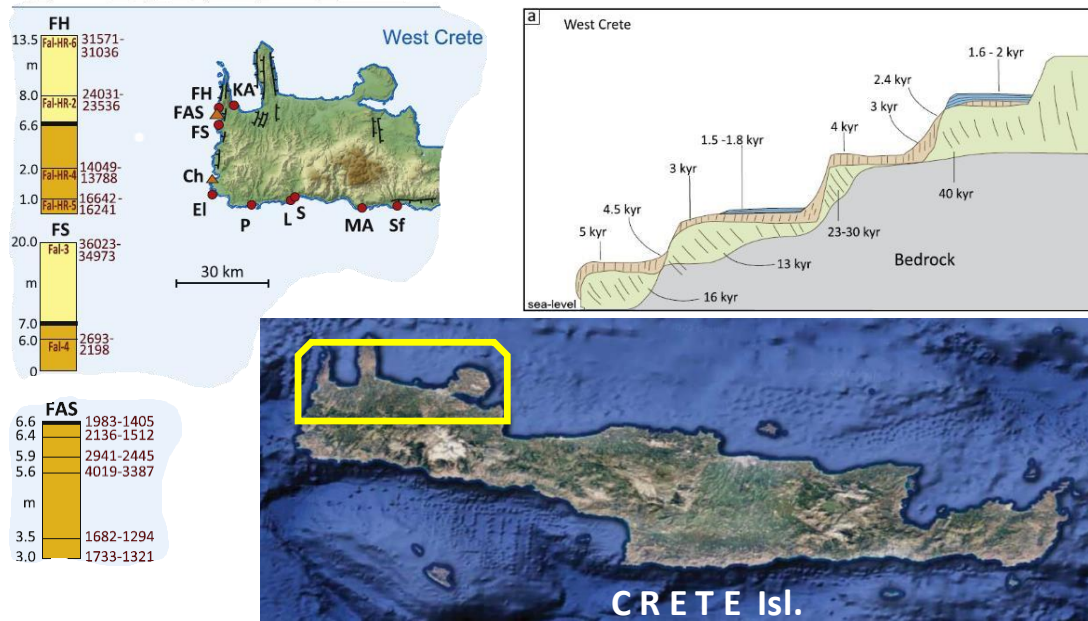 FH
13.5
m
8.0
6.6
2.0
1.0
Fal-HR-6
Fal-HR-2
Fal-HR-4
Fal-HR-5
31571-
31036
24031-
23536
14049-
13788
16642-
16241
FS
20.0
m
7.0
6.0
0
Fal-3
Fal-4
36023-
34973
2693-
2198
FAS
6.6
6.4
5.9
5.6
m
3.5
3.0
1983-1405
2136-1512
2941-2445
4019-3387
1682-1294
1733-1321
West Crete
FH
KA
FAS
FS
Ch
El
P
L
S
MA
Sf
30 km
a
West Crete
1.6 - 2 kyr
2.4 kyr
3 kyr
4 kyr
1.5 -1.8 kyr
3 kyr
4.5 kyr
5 kyr
40 kyr
23-30 kyr
13 kyr
16 kyr
Bedrock
sea-level
CRETE Isl.